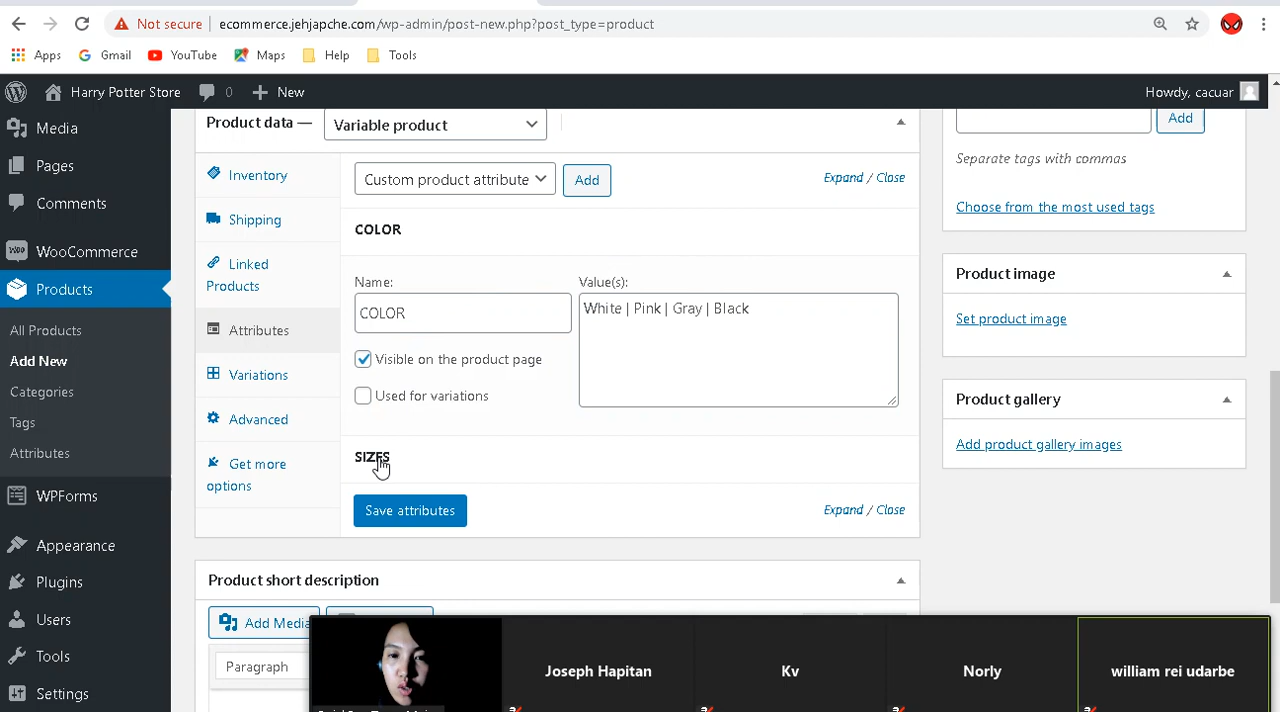 Not secure
ecommerce.jehjapche.com/wp-admin/post-new.php?post_type=product
Apps
Gmail
YouTube
Maps
Help
Tools
Harry Potter Store
0
New
Howdy, cacuar
Media
Pages
Comments
WooCommerce
Products
All Products
Add New
Categories
Tags
Attributes
WPForms
Appearance
Plugins
Users
Tools
Settings
Product data —
Variable product
Inventory
Shipping
Linked
Products
Attributes
Variations
Advanced
Get more
options
Custom product attribute
Add
Expand / Close
COLOR
Name:
COLOR
Value(s):
White | Pink | Gray | Black
Visible on the product page
Used for variations
SIZES
Save attributes
Expand / Close
Product short description
Add Media
Paragraph
Add
Separate tags with commas
Choose from the most used tags
Product image
Set product image
Product gallery
Add product gallery images
Joseph Hapitan
Kv
Norly
william rei udarbe